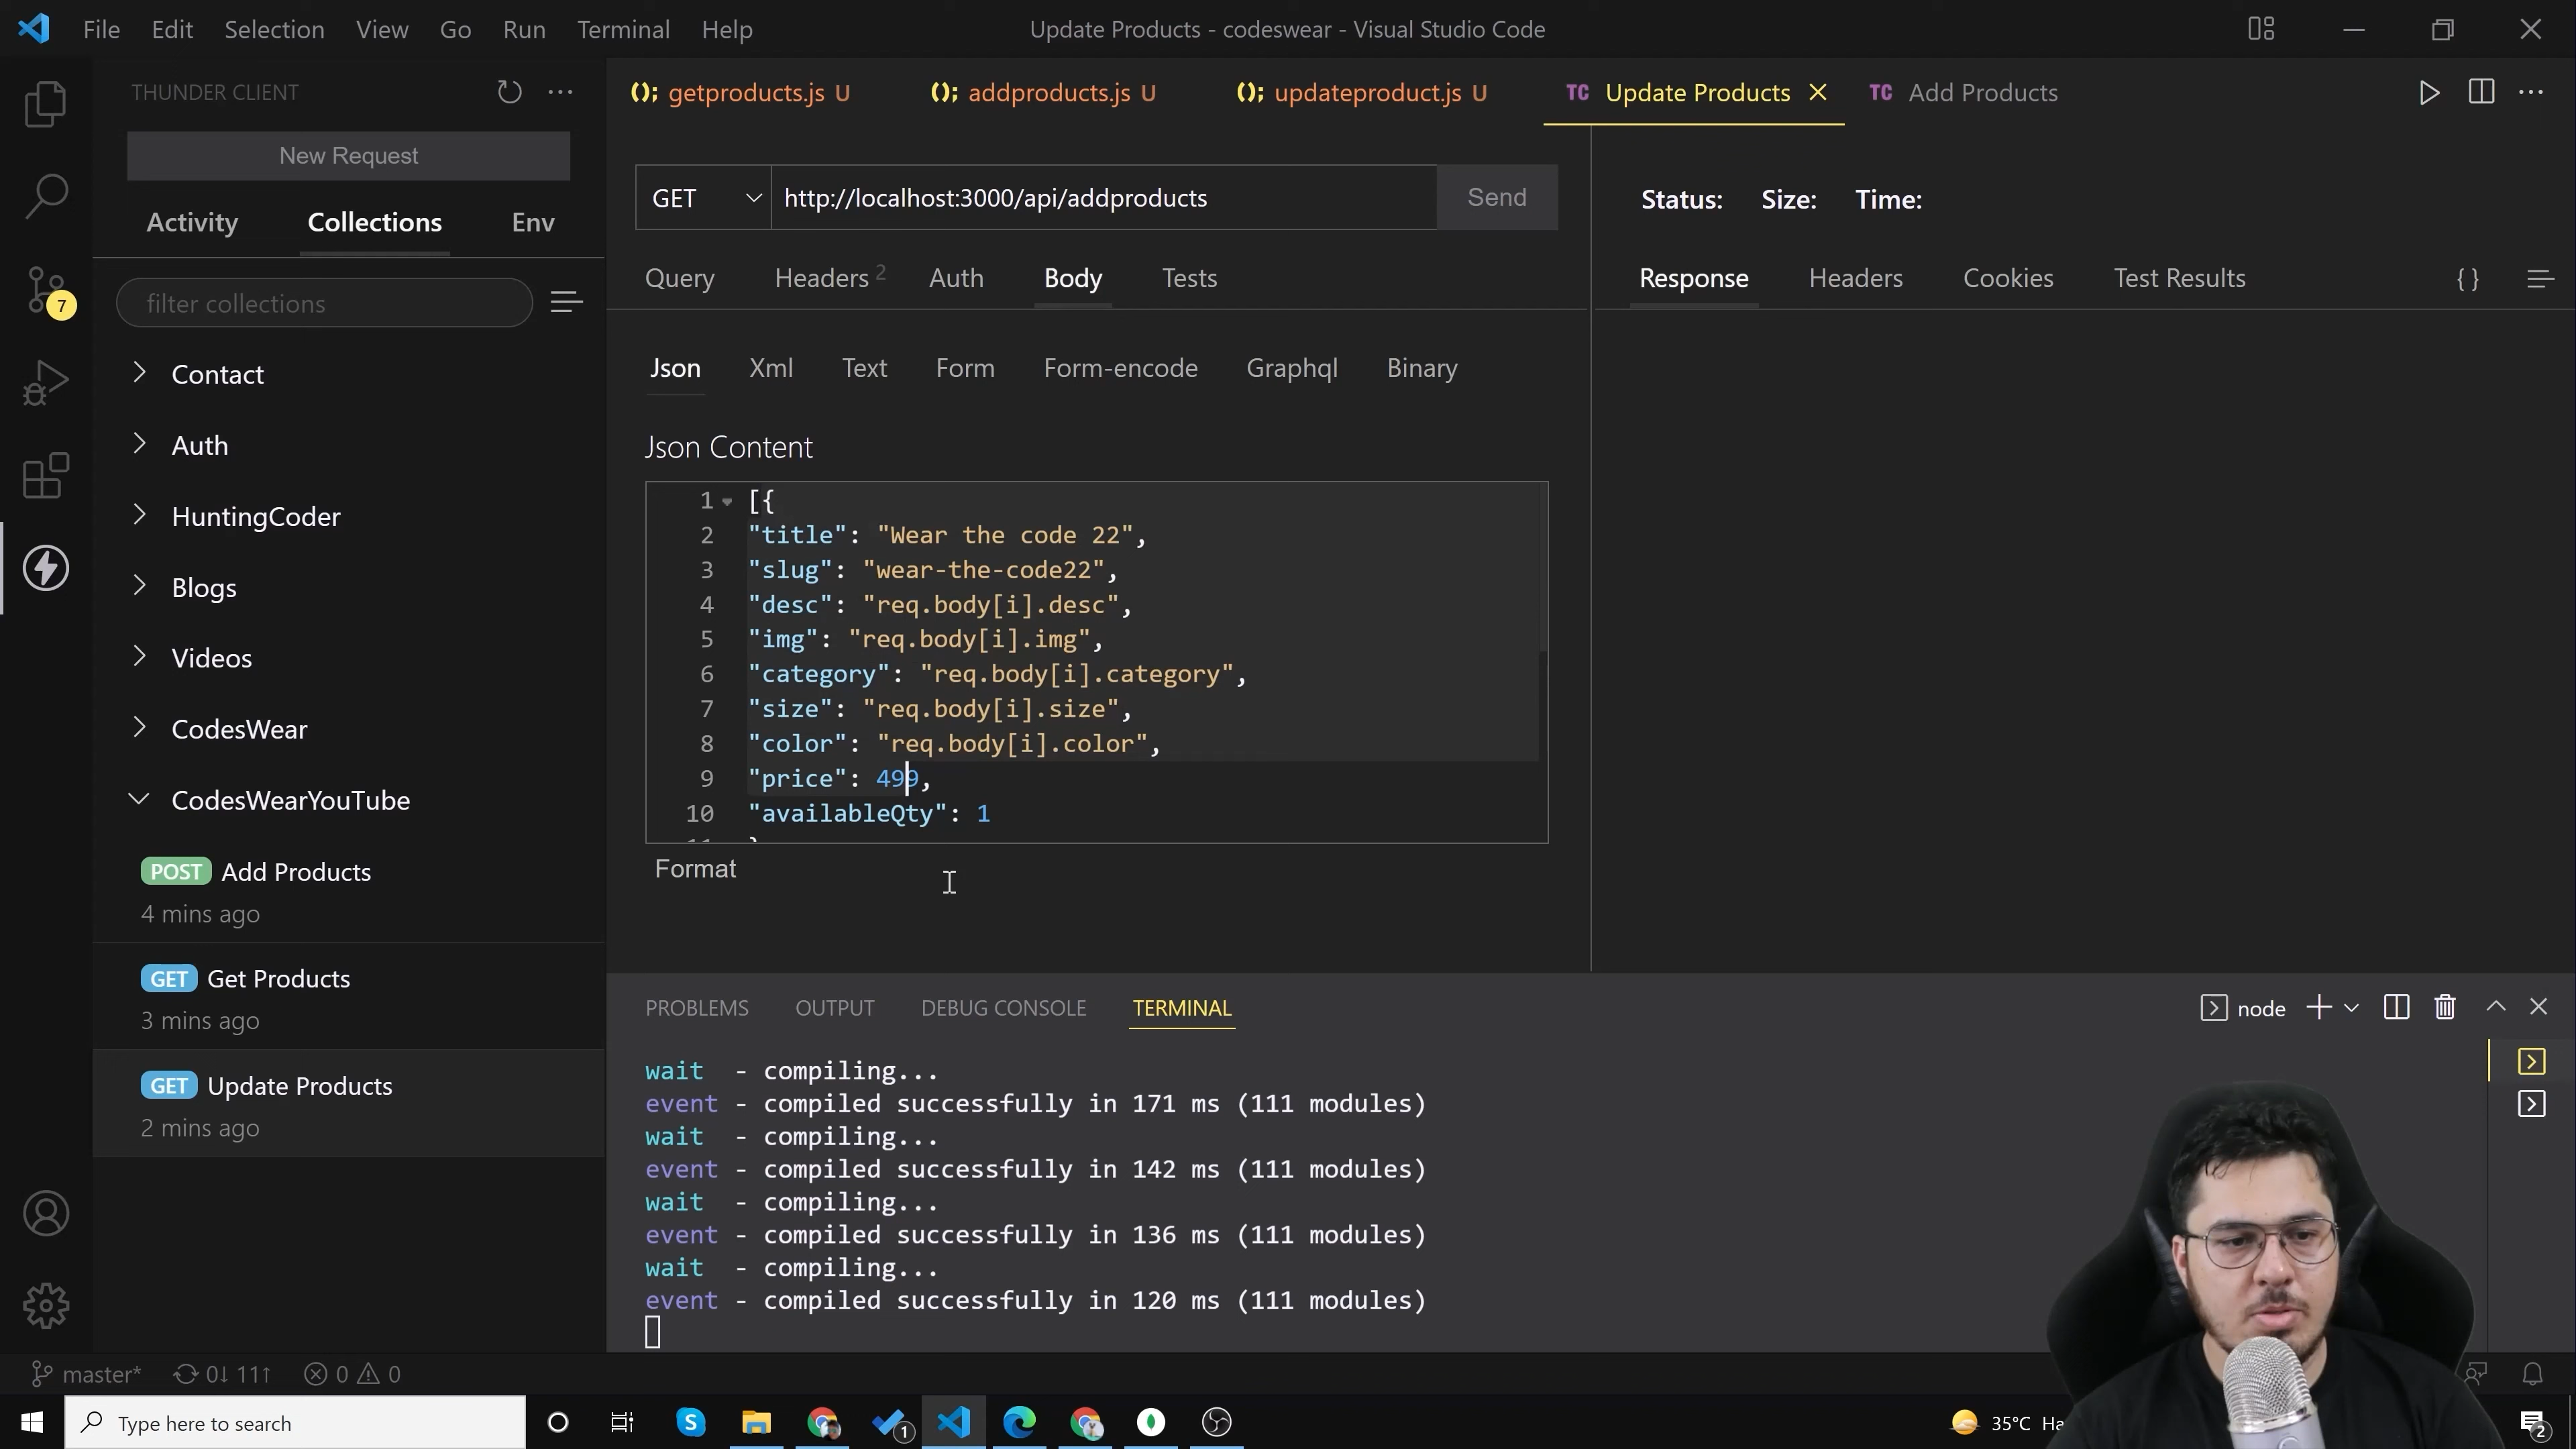 File Edit Selection View Go Run Terminal Help
Update Products - codeswear - Visual Studio Code
THUNDER CLIENT
New Request
Activity Collections Env
filter collections
7
Contact
Auth
HuntingCoder
Blogs
Videos
CodesWear
CodesWearYouTube
POST Add Products
4 mins ago
GET Get Products
3 mins ago
GET Update Products
2 mins ago
getproducts.js U
addproducts.js U
updateproduct.js U
TC Update Products
TC Add Products
GET http://localhost:3000/api/addproducts Send
Query Headers 2 Auth Body Tests
Json Xml Text Form Form-encode Graphql Binary
Json Content
1 [{
2 "title": "Wear the code 22",
3 "slug": "wear-the-code22",
4 "desc": "req.body[i].desc",
5 "img": "req.body[i].img",
6 "category": "req.body[i].category",
7 "size": "req.body[i].size",
8 "color": "req.body[i].color",
9 "price": 499,
10 "availableQty": 1
Format
Status: Size: Time:
Response Headers Cookies Test Results { }
PROBLEMS OUTPUT DEBUG CONSOLE TERMINAL
node
wait - compiling...
event - compiled successfully in 171 ms (111 modules)
wait - compiling...
event - compiled successfully in 142 ms (111 modules)
wait - compiling...
event - compiled successfully in 136 ms (111 modules)
wait - compiling...
event - compiled successfully in 120 ms (111 modules)
master* 0↓ 11↑ 0 0
Type here to search
S
1
35°C
2